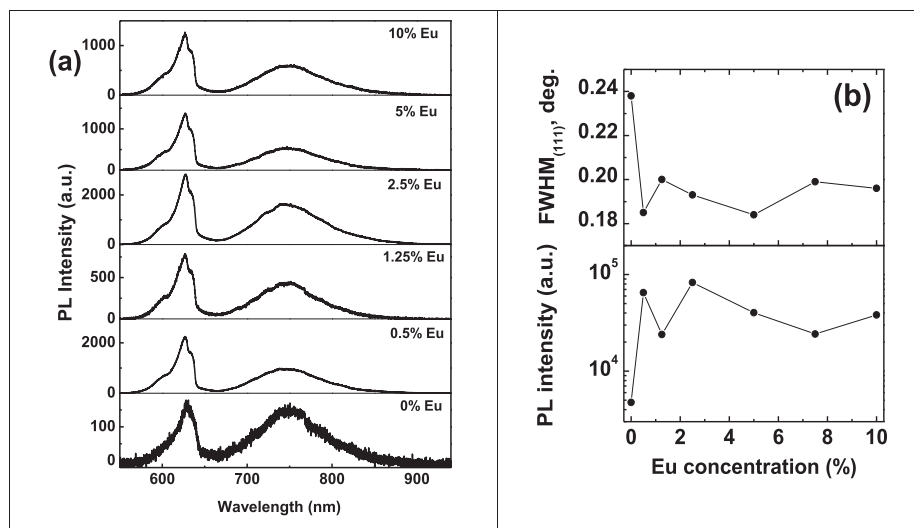 (a)
PL Intensity (a.u.)
10% Eu
1000
0
5% Eu
1000
0
2.5% Eu
2000
0
1.25% Eu
500
0
0.5% Eu
2000
0
0% Eu
100
0
600 700 800 900
Wavelength (nm)
(b)
FWHM(111), deg.
0.24
0.22
0.20
0.18
PL intensity (a.u.)
10^5
10^4
0 2 4 6 8 10
Eu concentration (%)